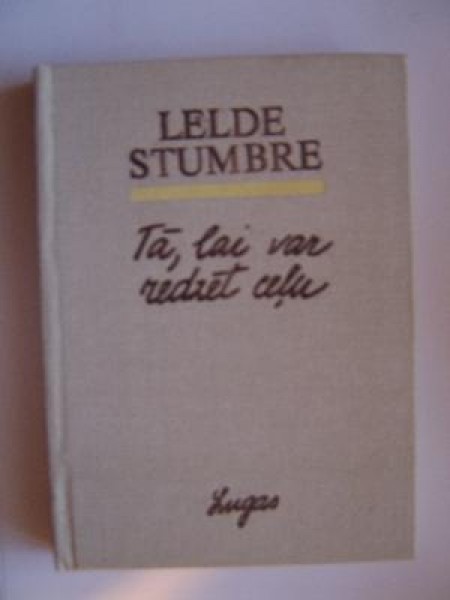 LELDE
STUMBRE
Tā, lai var
redzēt ceļu
Lugas